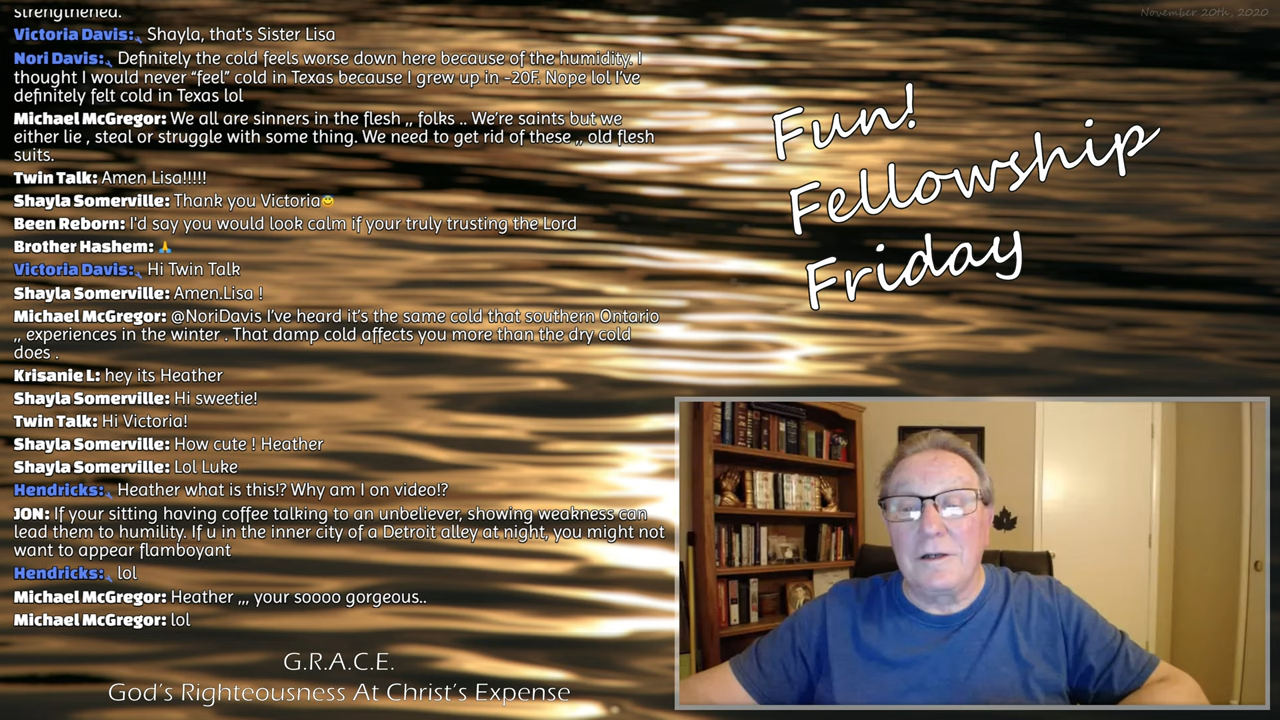 strengthened.
Victoria Davis: Shayla, that's Sister Lisa
Nori Davis: Definitely the cold feels worse down here because of the humidity. I
thought I would never “feel” cold in Texas because I grew up in -20F. Nope lol I’ve
definitely felt cold in Texas lol
Michael McGregor: We all are sinners in the flesh ,, folks .. We’re saints but we
either lie , steal or struggle with some thing. We need to get rid of these ,, old flesh
suits.
Twin Talk: Amen Lisa!!!!!
Shayla Somerville: Thank you Victoria😊
Been Reborn: I'd say you would look calm if your truly trusting the Lord
Brother Hashem: 🙏
Victoria Davis: Hi Twin Talk
Shayla Somerville: Amen.Lisa !
Michael McGregor: @NoriDavis I’ve heard it’s the same cold that southern Ontario
,, experiences in the winter . That damp cold affects you more than the dry cold
does .
Krisanie L: hey its Heather
Shayla Somerville: Hi sweetie!
Twin Talk: Hi Victoria!
Shayla Somerville: How cute ! Heather
Shayla Somerville: Lol Luke
Hendricks: Heather what is this!? Why am I on video!?
JON: If your sitting having coffee talking to an unbeliever, showing weakness can
lead them to humility. If u in the inner city of a Detroit alley at night, you might not
want to appear flamboyant
Hendricks: lol
Michael McGregor: Heather ,,, your soooo gorgeous..
Michael McGregor: lol
G.R.A.C.E.
God’s Righteousness At Christ’s Expense
November 20th, 2020
Fun!
Fellowship
Friday